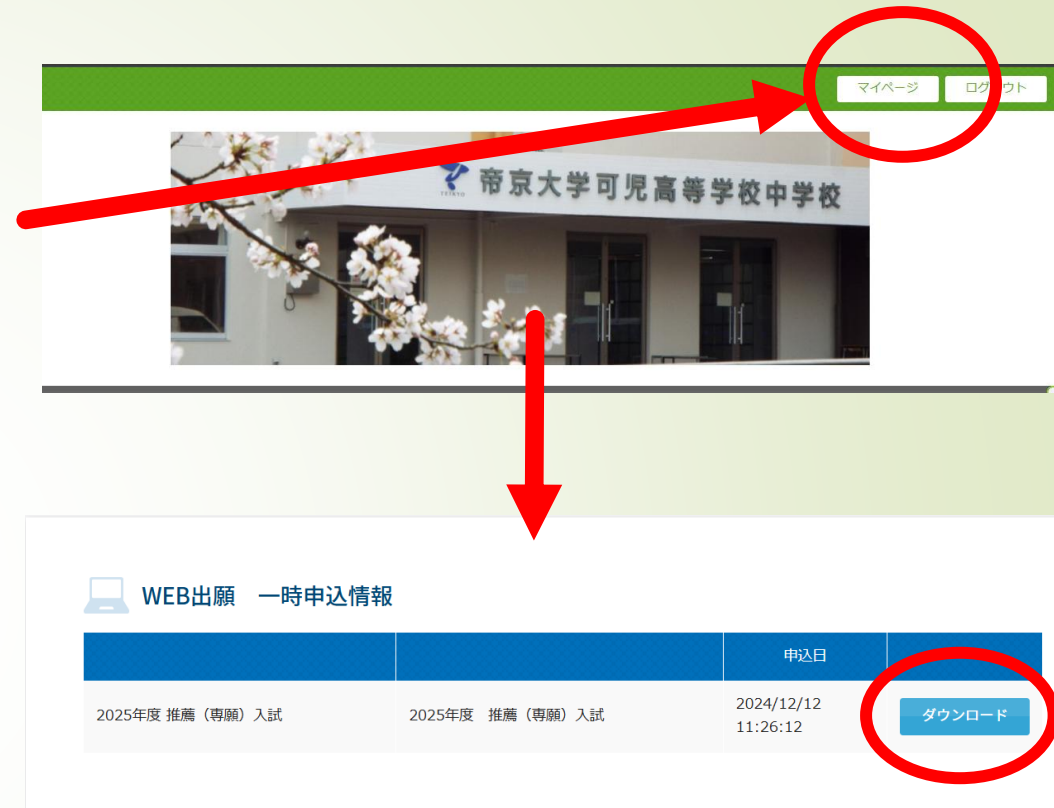 マイページ ログアウト
帝京大学可児高等学校中学校
TEIKYO
WEB出願 一時申込情報
申込日
2025年度 推薦（専願）入試 2025年度 推薦（専願）入試 2024/12/12
11:26:12 ダウンロード